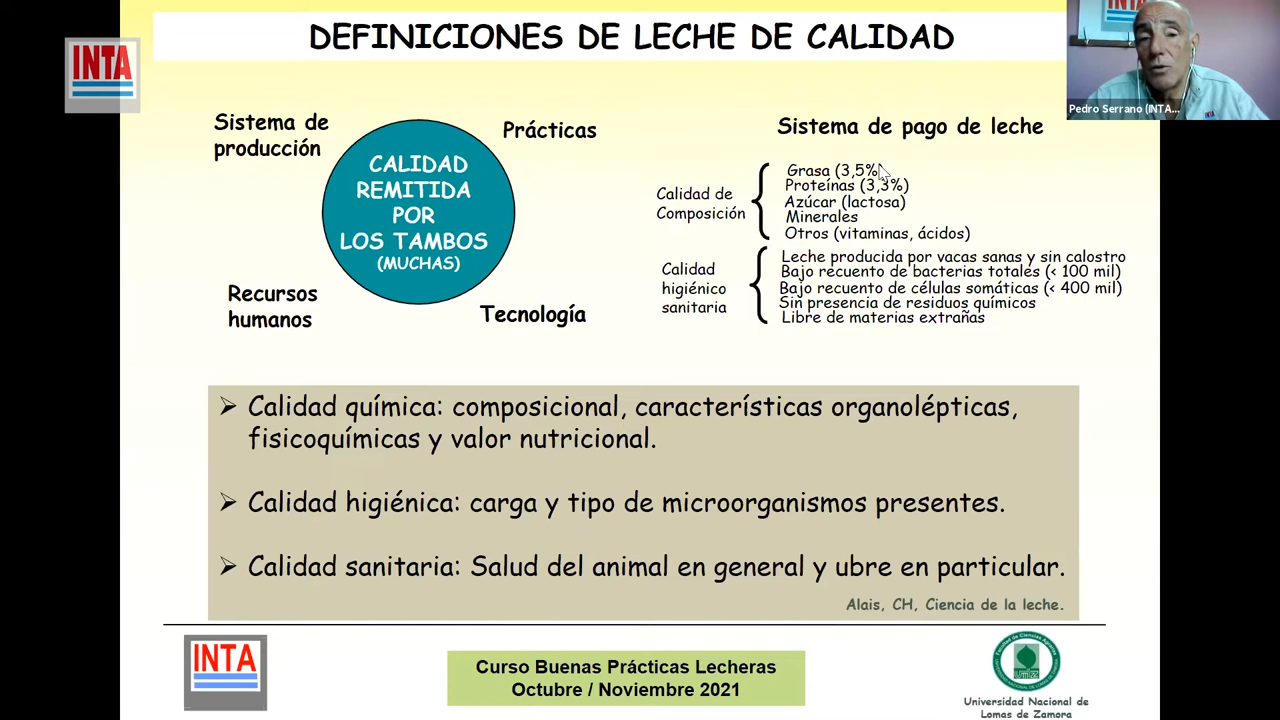 DEFINICIONES DE LECHE DE CALIDAD
INTA
Pedro Serrano (INTA...
Sistema de
producción
Prácticas
CALIDAD
REMITIDA
POR
LOS TAMBOS
(MUCHAS)
Recursos
humanos
Tecnología
Sistema de pago de leche
Calidad de
Composición
Grasa (3,5%)
Proteínas (3,3%)
Azúcar (lactosa)
Minerales
Otros (vitaminas, ácidos)
Calidad
higiénico
sanitaria
Leche producida por vacas sanas y sin calostro
Bajo recuento de bacterias totales (< 100 mil)
Bajo recuento de células somáticas (< 400 mil)
Sin presencia de residuos químicos
Libre de materias extrañas
Calidad química: composicional, características organolépticas,
fisicoquímicas y valor nutricional.
Calidad higiénica: carga y tipo de microorganismos presentes.
Calidad sanitaria: Salud del animal en general y ubre en particular.
Alais, CH, Ciencia de la leche.
INTA
Curso Buenas Prácticas Lecheras
Octubre / Noviembre 2021
Universidad Nacional de
Lomas de Zamora